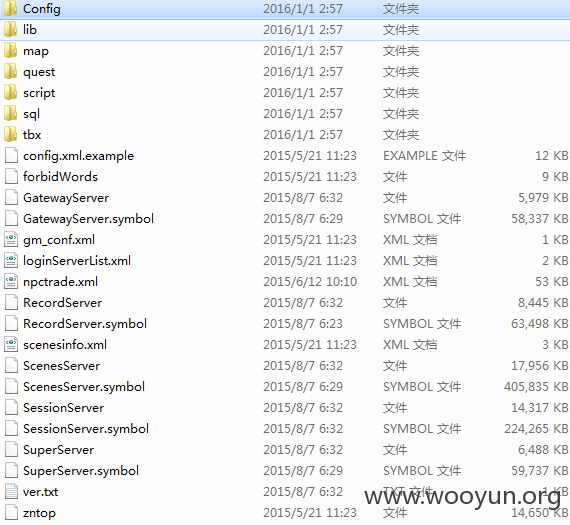 Config 2016/1/1 2:57 文件夹
lib 2016/1/1 2:57 文件夹
map 2016/1/1 2:57 文件夹
quest 2016/1/1 2:57 文件夹
script 2016/1/1 2:57 文件夹
sql 2016/1/1 2:57 文件夹
tbx 2016/1/1 2:57 文件夹
config.xml.example 2015/5/21 11:23 EXAMPLE 文件 12 KB
forbidWords 2015/5/21 11:23 文件 9 KB
GatewayServer 2015/8/7 6:32 文件 5,979 KB
GatewayServer.symbol 2015/8/7 6:29 SYMBOL 文件 58,337 KB
gm_conf.xml 2015/5/21 11:23 XML 文档 1 KB
loginServerList.xml 2015/5/21 11:23 XML 文档 2 KB
npctrade.xml 2015/6/12 10:10 XML 文档 53 KB
RecordServer 2015/8/7 6:32 文件 8,445 KB
RecordServer.symbol 2015/8/7 6:23 SYMBOL 文件 63,498 KB
scenesinfo.xml 2015/5/21 11:23 XML 文档 3 KB
ScenesServer 2015/8/7 6:32 文件 17,956 KB
ScenesServer.symbol 2015/8/7 6:29 SYMBOL 文件 405,835 KB
SessionServer 2015/8/7 6:32 文件 14,317 KB
SessionServer.symbol 2015/8/7 6:29 SYMBOL 文件 224,265 KB
SuperServer 2015/8/7 6:32 文件 6,488 KB
SuperServer.symbol 2015/8/7 6:29 SYMBOL 文件 59,737 KB
ver.txt 2015/8/7 6:32 TXT 文件 1 KB
www.wooyun.org
zntop 2015/5/21 11:23 文件 14,650 KB